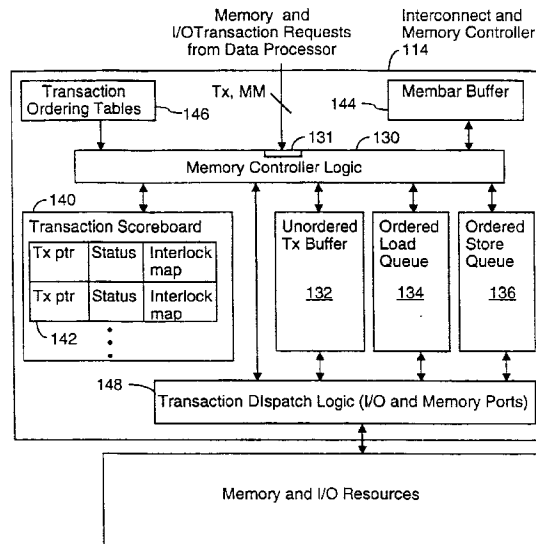 Memory and
I/OTransaction Requests
from Data Processor
Interconnect and
Memory Controller
114
Transaction
Ordering Tables
146
Tx, MM
144
Membar Buffer
131
130
Memory Controller Logic
140
Transaction Scoreboard
Tx ptr Status Interlock map
Tx ptr Status Interlock map
142
Unordered
Tx Buffer
132
Ordered
Load
Queue
134
Ordered
Store
Queue
136
148
Transaction Dispatch Logic (I/O and Memory Ports)
Memory and I/O Resources